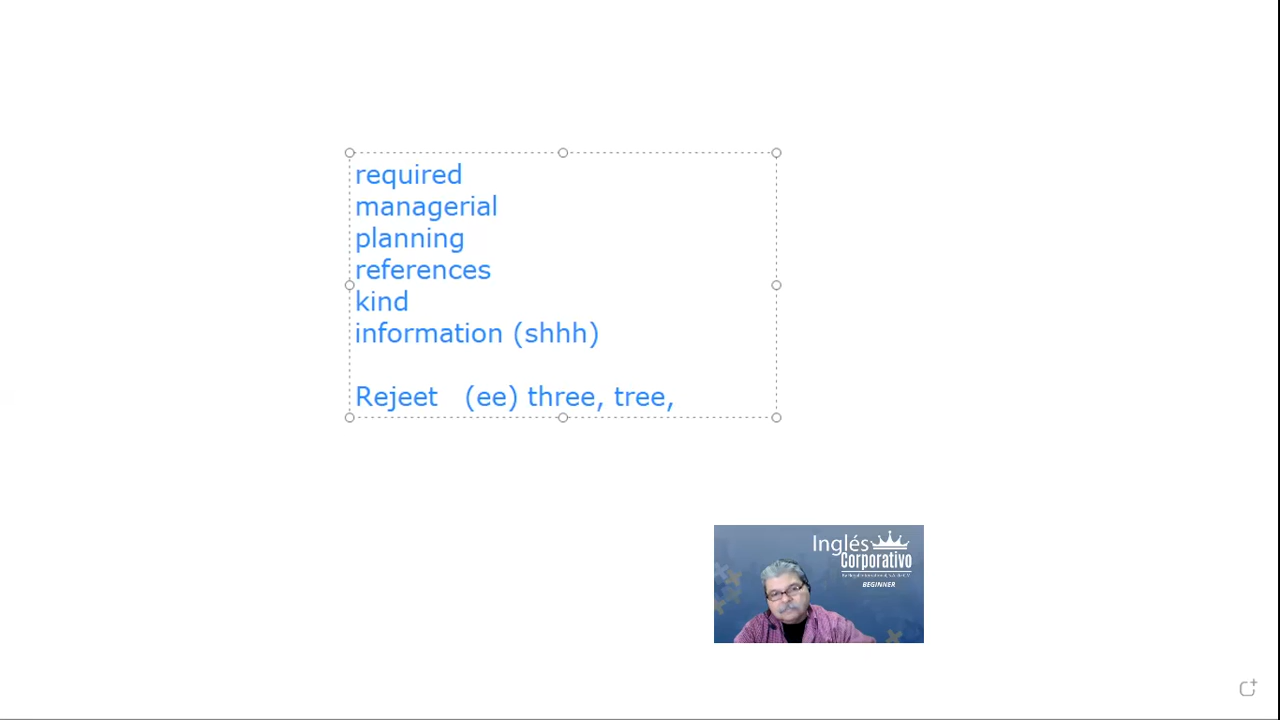 required
managerial
planning
references
kind
information (shhh)
Rejeet (ee) three, tree,
Inglés
Corporativo
BEGINNER